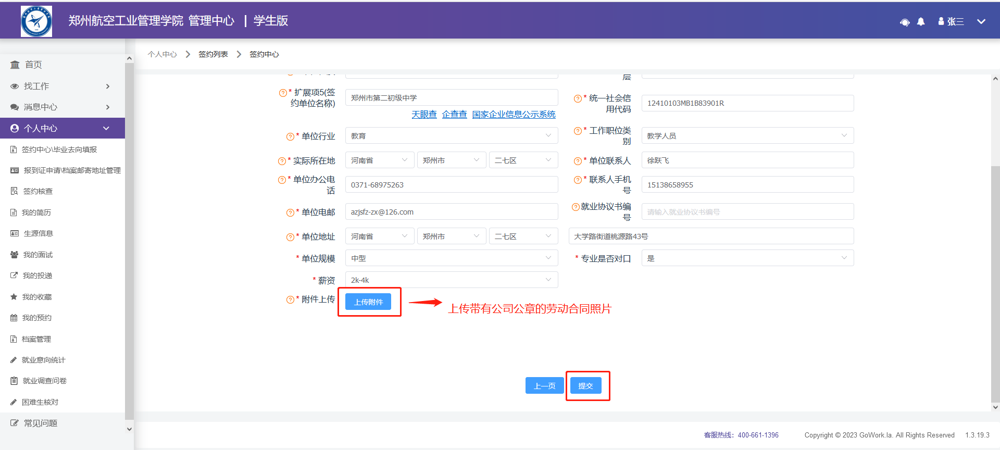 郑州航空工业管理学院 管理中心 | 学生版
张三
首页
找工作
消息中心
个人中心
签约中心\毕业去向填报
报到证申请\档案邮寄地址管理
签约核查
我的简历
生源信息
我的面试
我的投递
我的收藏
我的预约
档案管理
就业意向统计
就业调查问卷
困难生核对
常见问题
个人中心 签约列表 签约中心
层
* 扩展项5(签约单位名称) 郑州市第二初级中学
天眼查 企查查 国家企业信息公示系统
* 统一社会信用代码 12410103MB1B83901R
* 单位行业 教育
* 工作职位类别 教学人员
* 实际所在地 河南省 郑州市 二七区
* 单位联系人 徐跃飞
* 单位办公电话 0371-68975263
* 联系人手机号 15138658955
* 单位电邮 azjsfz-zx@126.com
就业协议书编号 请输入就业协议书编号
* 单位地址 河南省 郑州市 二七区 大学路街道桃源路43号
* 单位规模 中型
* 专业是否对口 是
* 薪资 2k-4k
* 附件上传 上传附件
上传带有公司公章的劳动合同照片
上一页 提交
客服热线：400-661-1396 Copyright © 2023 GoWork.la. All Rights Reserved 1.3.19.3